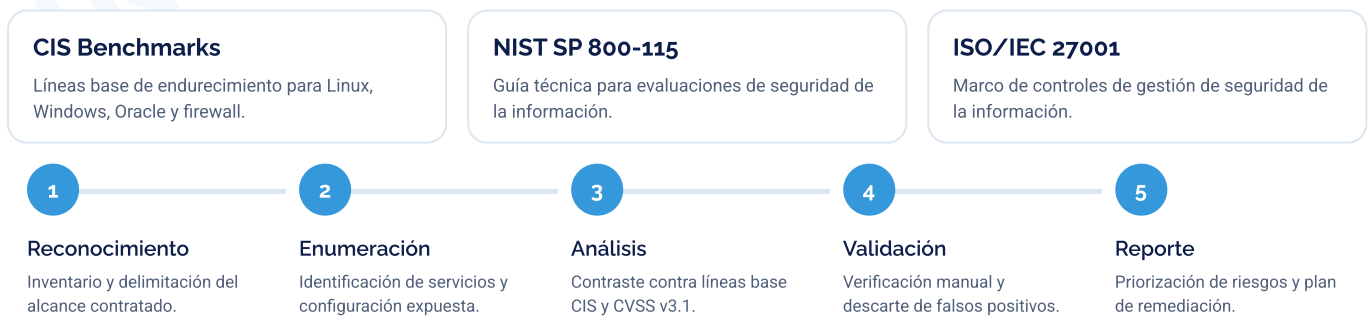 CIS Benchmarks
Líneas base de endurecimiento para Linux,
Windows, Oracle y firewall.
NIST SP 800-115
Guía técnica para evaluaciones de seguridad de
la información.
ISO/IEC 27001
Marco de controles de gestión de seguridad de
la información.
1
Reconocimiento
Inventario y delimitación del
alcance contratado.
2
Enumeración
Identificación de servicios y
configuración expuesta.
3
Análisis
Contraste contra líneas base
CIS y CVSS v3.1.
4
Validación
Verificación manual y
descarte de falsos positivos.
5
Reporte
Priorización de riesgos y plan
de remediación.